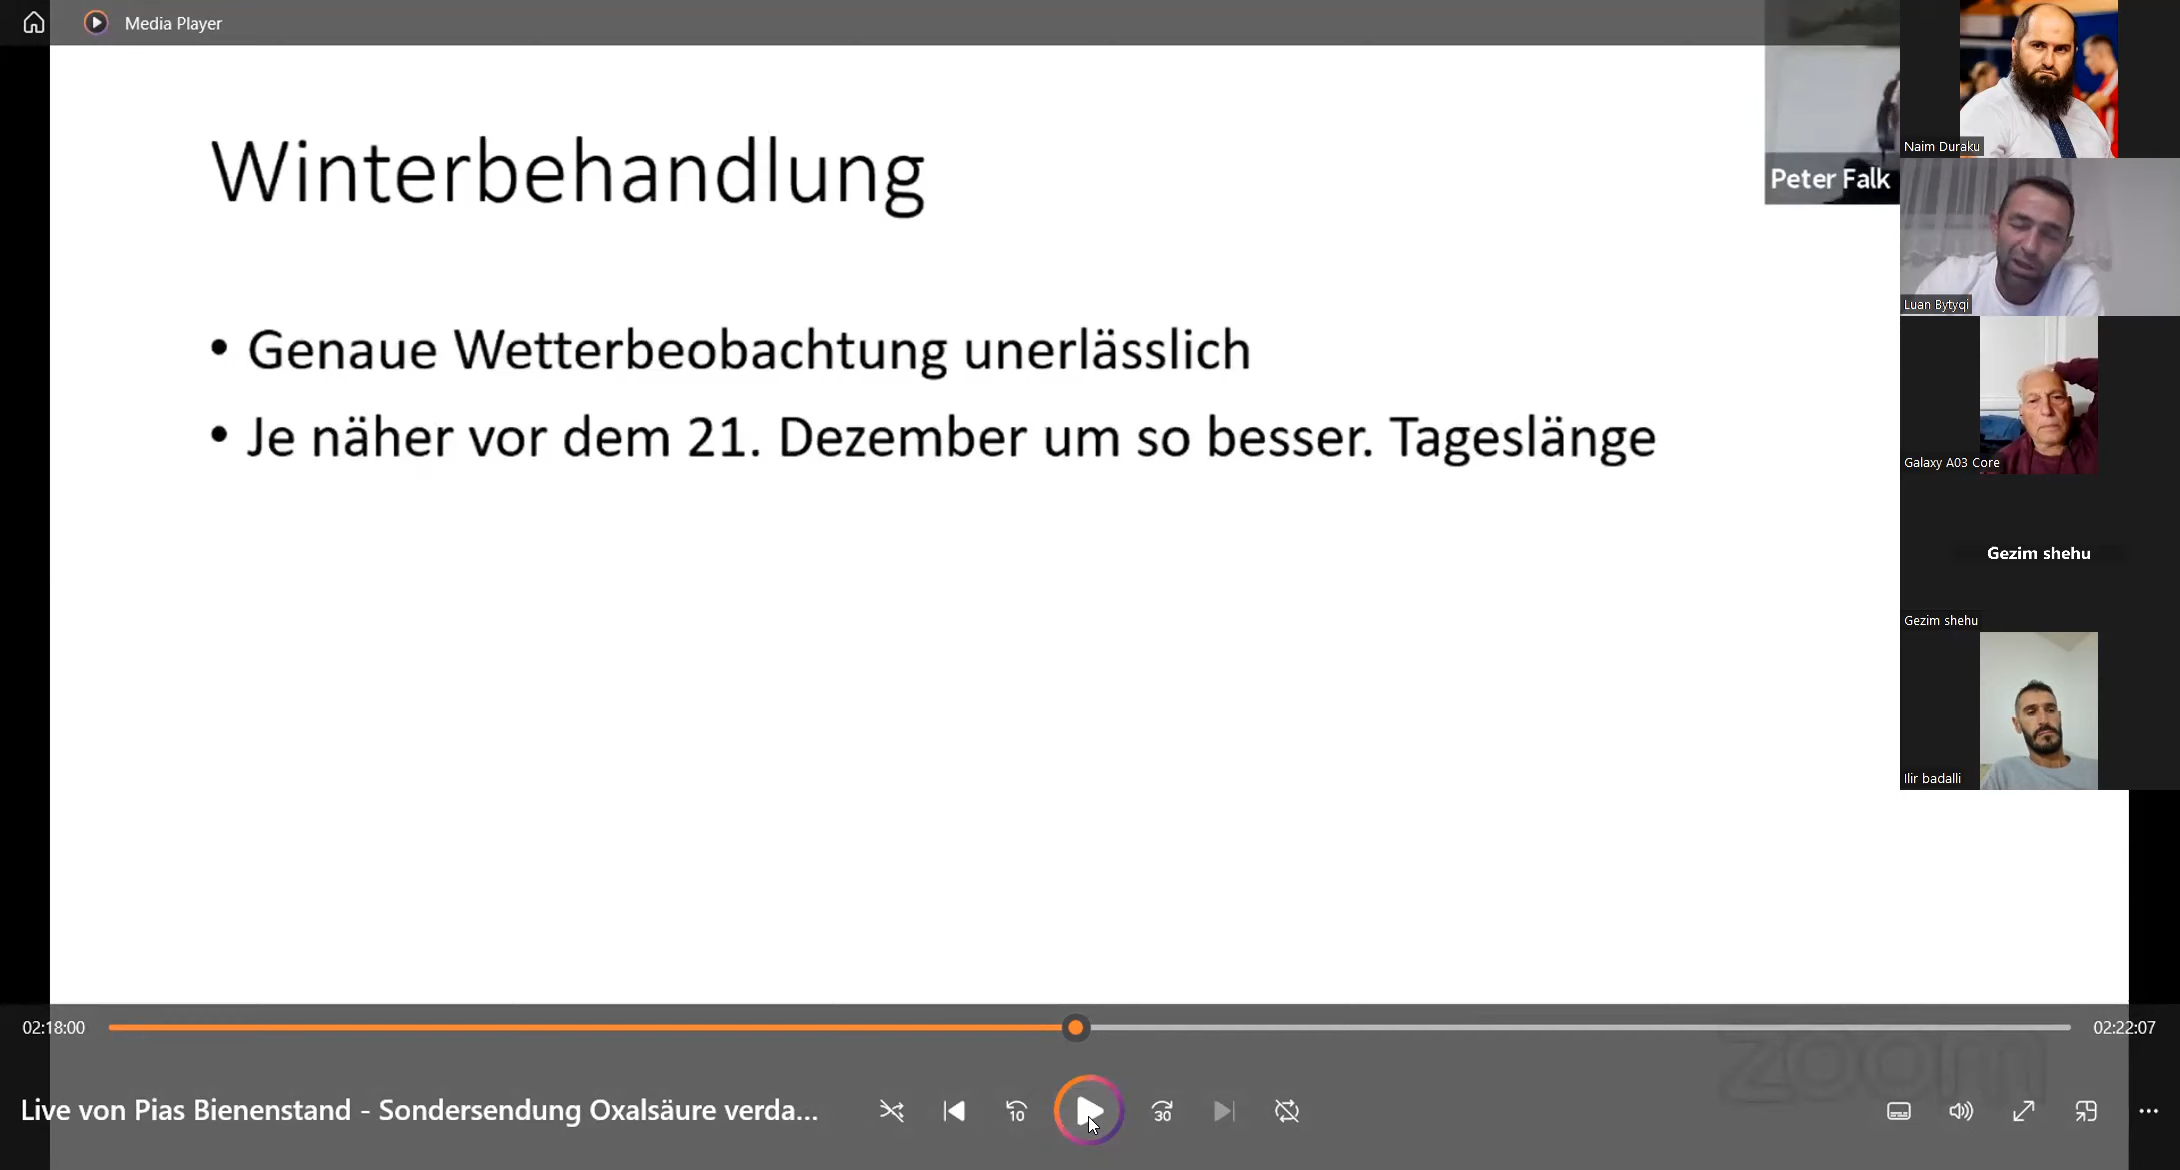 Media Player
Winterbehandlung
• Genaue Wetterbeobachtung unerlässlich
• Je näher vor dem 21. Dezember um so besser. Tageslänge
Peter Falk
Naim Duraku
Luan Bytyqi
Galaxy A03 Core
Gezim shehu
Gezim shehu
Ilir badalli
02:18:00
02:22:07
zoom
Live von Pias Bienenstand - Sondersendung Oxalsäure verda...
10
30